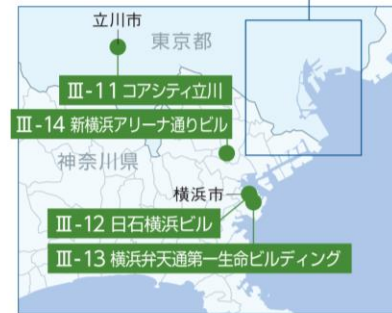 立川市
東京都
Ⅲ-11 コアシティ立川
Ⅲ-14 新横浜アリーナ通りビル
神奈川県
横浜市
Ⅲ-12 日石横浜ビル
Ⅲ-13 横浜弁天通第一生命ビルディング